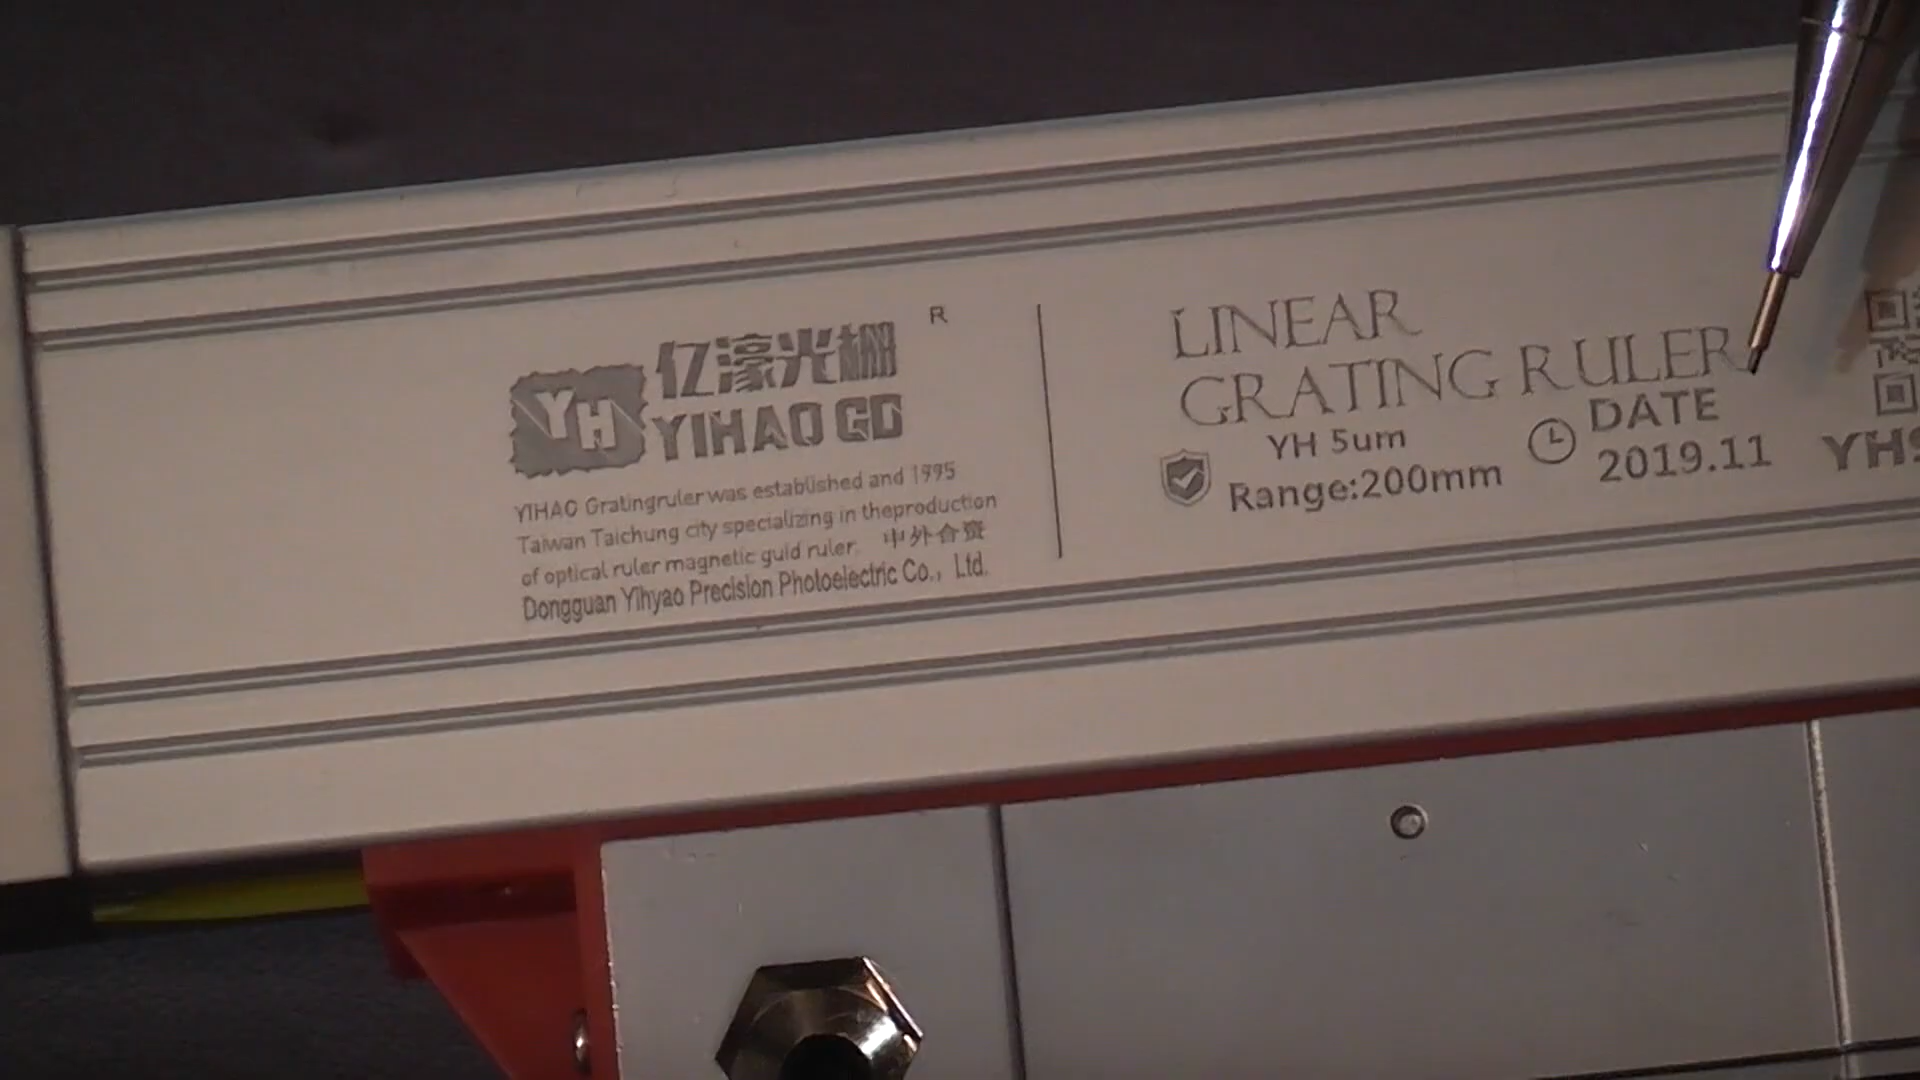 亿濠光栅 R
YH YIHAO GD
YIHAO Gratingruler was established and 1995
Taiwan Taichung city specializing in theproduction
of optical ruler magnetic guid ruler. 中外合资
Dongguan Yihyao Precision Photoelectric Co., Ltd.
LINEAR
GRATING RULER
YH 5um
Range:200mm
DATE
2019.11